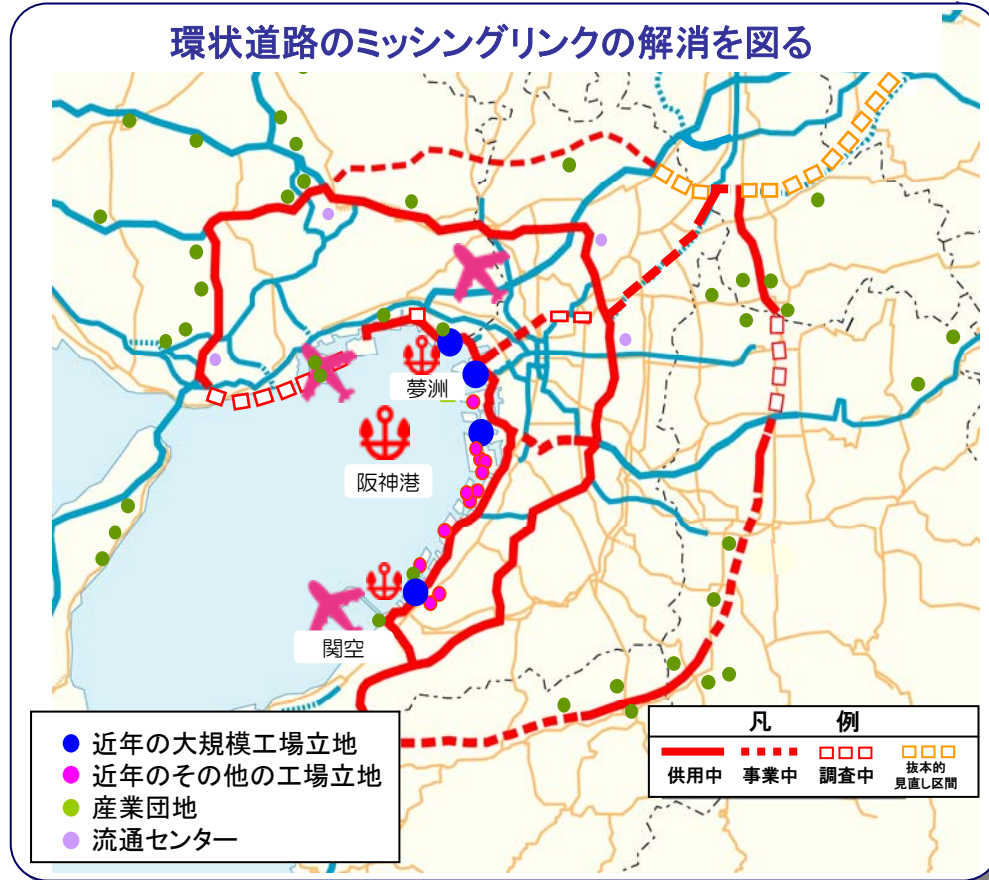 環状道路のミッシングリンクの解消を図る
夢洲
阪神港
関空
近年の大規模工場立地
近年のその他の工場立地
産業団地
流通センター
凡 例
供用中
事業中
調査中
抜本的
見直し区間